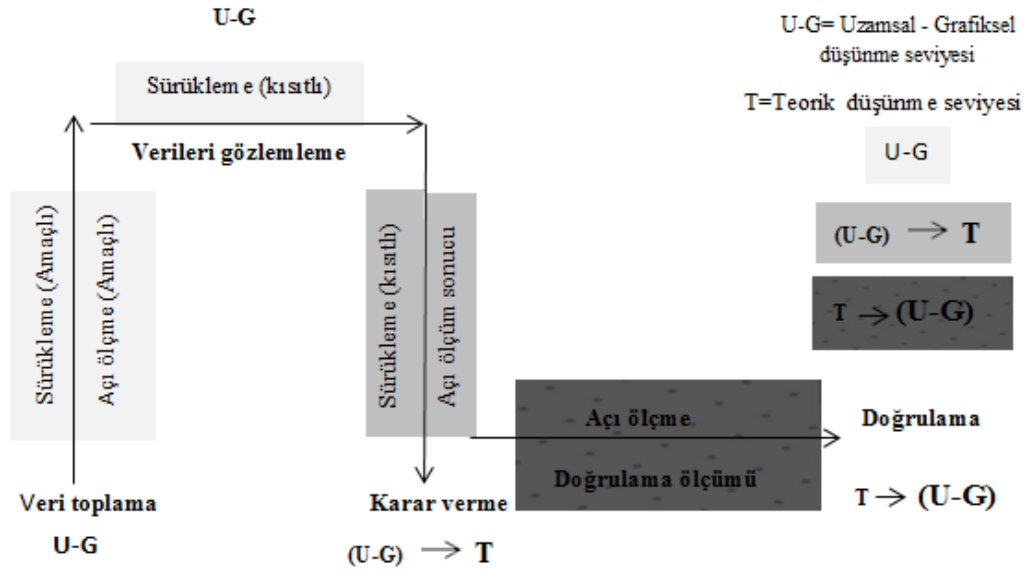 U-G
Sürükleme (kısıtlı)
Verileri gözlemleme
Sürükleme (Amaçlı)
Açı ölçme (Amaçlı)
Veri toplama
U-G
Sürükleme (kısıtlı)
Açı ölçüm sonucu
Karar verme
(U-G) → T
Açı ölçme
Doğrulama ölçümü
Doğrulama
T → (U-G)
U-G= Uzamsal - Grafiksel
düşünme seviyesi
T=Teorik düşünme seviyesi
U-G
(U-G) → T
T → (U-G)